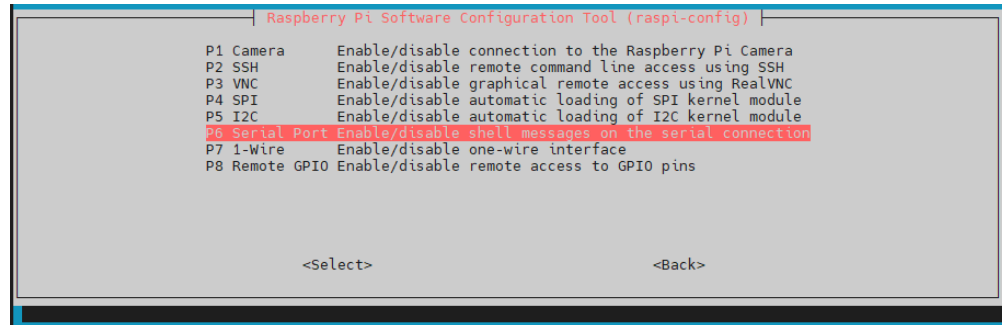 Raspberry Pi Software Configuration Tool (raspi-config)
P1 Camera Enable/disable connection to the Raspberry Pi Camera
P2 SSH Enable/disable remote command line access using SSH
P3 VNC Enable/disable graphical remote access using RealVNC
P4 SPI Enable/disable automatic loading of SPI kernel module
P5 I2C Enable/disable automatic loading of I2C kernel module
P6 Serial Port Enable/disable shell messages on the serial connection
P7 1-Wire Enable/disable one-wire interface
P8 Remote GPIO Enable/disable remote access to GPIO pins
<Select> <Back>